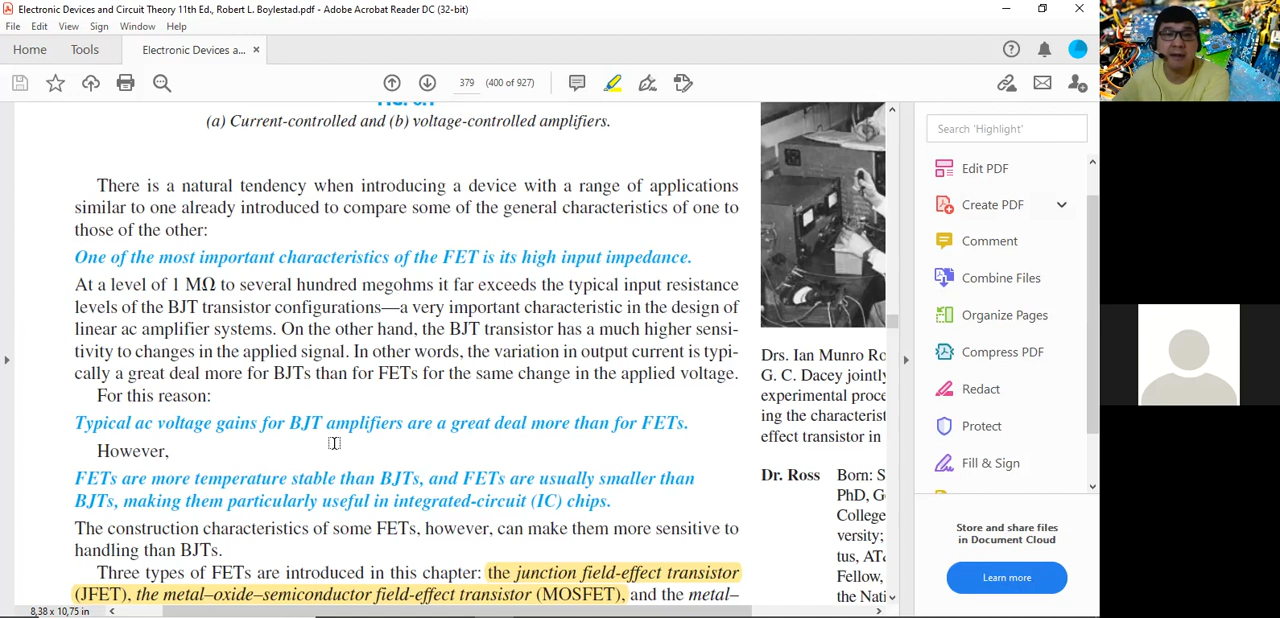 Electronic Devices and Circuit Theory 11th Ed., Robert L. Boylestad.pdf - Adobe Acrobat Reader DC (32-bit)
File Edit View Sign Window Help
Home Tools Electronic Devices a... ×
379 (400 of 927)
(a) Current-controlled and (b) voltage-controlled amplifiers.
There is a natural tendency when introducing a device with a range of applications
similar to one already introduced to compare some of the general characteristics of one to
those of the other:
One of the most important characteristics of the FET is its high input impedance.
At a level of 1 MΩ to several hundred megohms it far exceeds the typical input resistance
levels of the BJT transistor configurations—a very important characteristic in the design of
linear ac amplifier systems. On the other hand, the BJT transistor has a much higher sensi-
tivity to changes in the applied signal. In other words, the variation in output current is typi-
cally a great deal more for BJTs than for FETs for the same change in the applied voltage.
For this reason:
Typical ac voltage gains for BJT amplifiers are a great deal more than for FETs.
However,
FETs are more temperature stable than BJTs, and FETs are usually smaller than
BJTs, making them particularly useful in integrated-circuit (IC) chips.
The construction characteristics of some FETs, however, can make them more sensitive to
handling than BJTs.
Three types of FETs are introduced in this chapter: the junction field-effect transistor
(JFET), the metal–oxide–semiconductor field-effect transistor (MOSFET), and the metal–
8,38 x 10,75 in
Drs. Ian Munro Ro
G. C. Dacey jointly
experimental proce
ing the characterist
effect transistor in
Dr. Ross Born: S
PhD, G
College
versity;
tus, AT&
Fellow,
the Nati
Search 'Highlight'
Edit PDF
Create PDF
Comment
Combine Files
Organize Pages
Compress PDF
Redact
Protect
Fill & Sign
Store and share files
in Document Cloud
Learn more